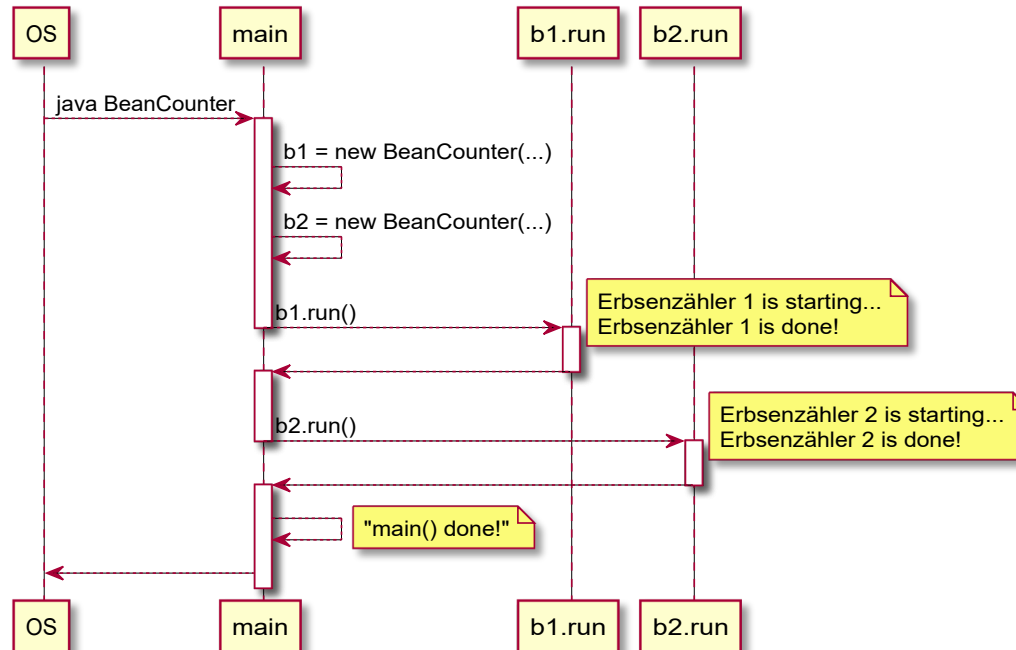 OS
main
b1.run
b2.run
java BeanCounter
b1 = new BeanCounter(...)
b2 = new BeanCounter(...)
b1.run()
Erbsenzähler 1 is starting...
Erbsenzähler 1 is done!
b2.run()
Erbsenzähler 2 is starting...
Erbsenzähler 2 is done!
"main() done!"
OS
main
b1.run
b2.run